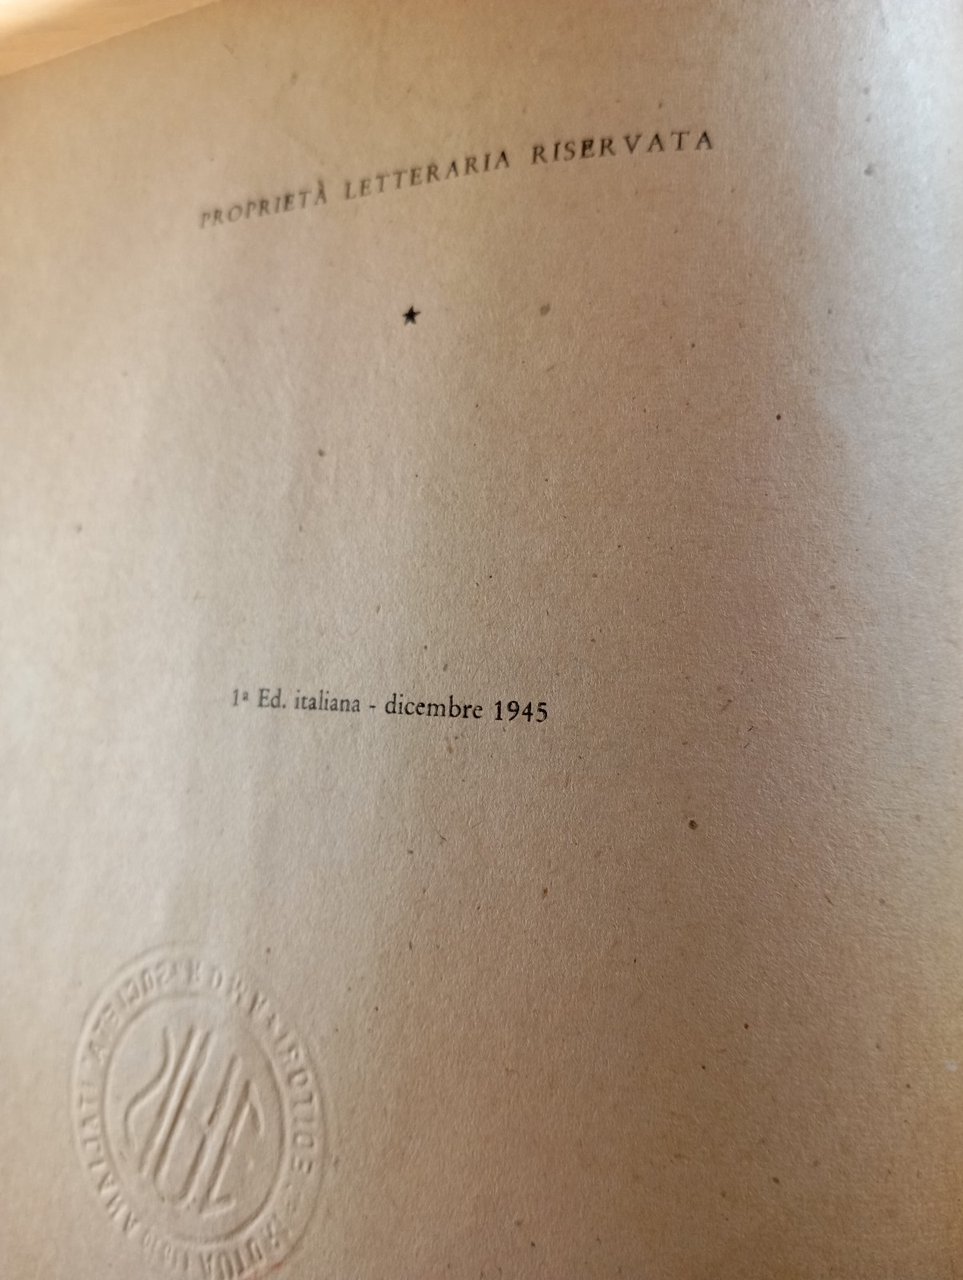 PROPRIETÀ LETTERARIA RISERVATA
1ª Ed. italiana - dicembre 1945